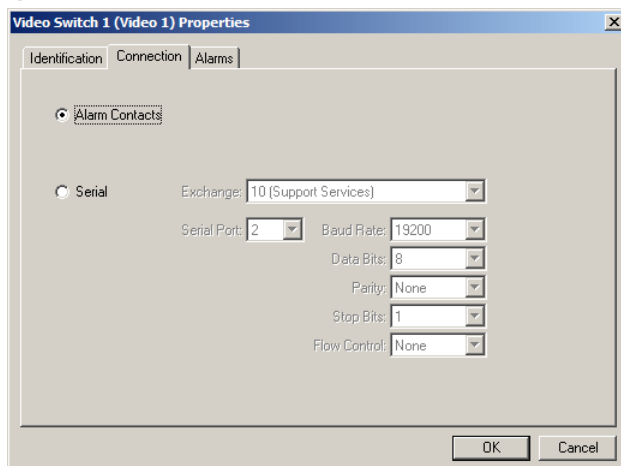 Video Switch 1 (Video 1) Properties
Identification Connection Alarms
Alarm Contacts
Serial Exchange: 10 (Support Services)
Serial Port: 2 Baud Rate: 19200
Data Bits: 8
Parity: None
Stop Bits: 1
Flow Control: None
OK Cancel